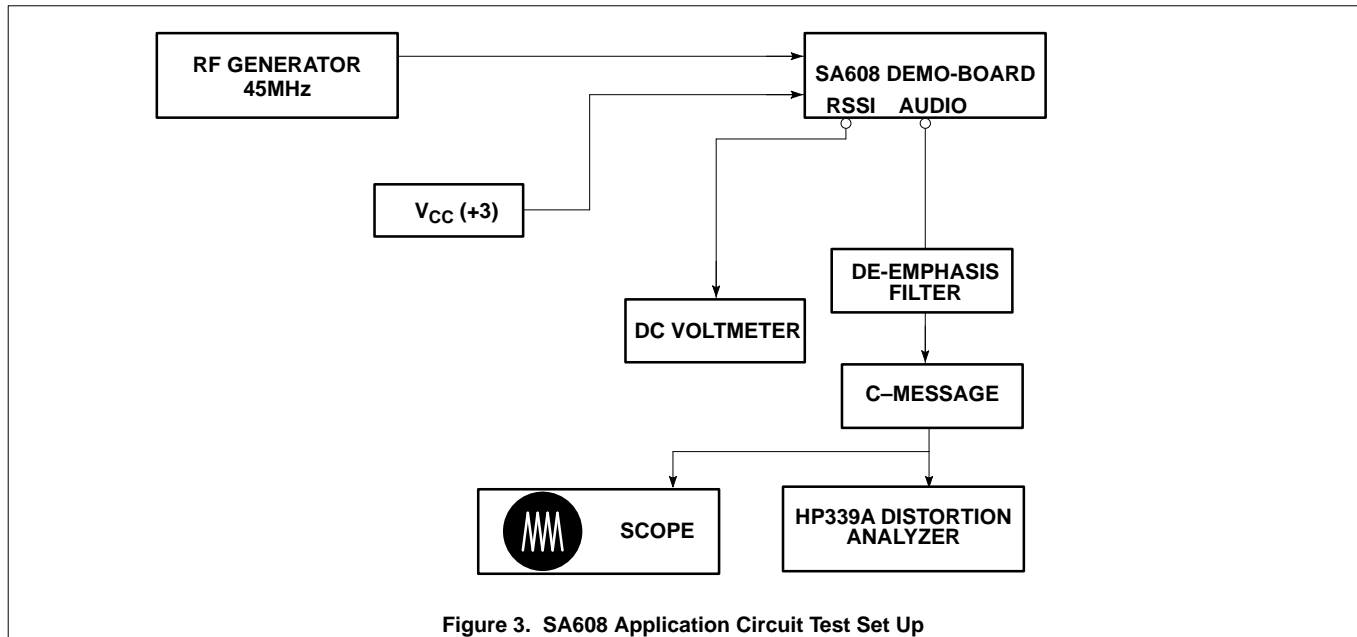 RF GENERATOR
45MHz
SA608 DEMO-BOARD
RSSI AUDIO
VCC (+3)
DE-EMPHASIS
FILTER
DC VOLTMETER
C–MESSAGE
SCOPE
HP339A DISTORTION
ANALYZER
Figure 3. SA608 Application Circuit Test Set Up